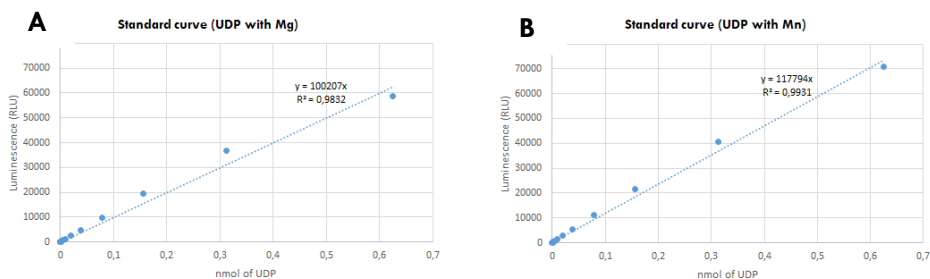 A
Standard curve (UDP with Mg)
Luminescence (RLU)
70000
60000
50000
40000
30000
20000
10000
0
y = 100207x
R² = 0,9832
0 0,1 0,2 0,3 0,4 0,5 0,6 0,7
nmol of UDP
B
Standard curve (UDP with Mn)
Luminescence (RLU)
70000
60000
50000
40000
30000
20000
10000
0
y = 117794x
R² = 0,9931
0 0,1 0,2 0,3 0,4 0,5 0,6 0,7
nmol of UDP